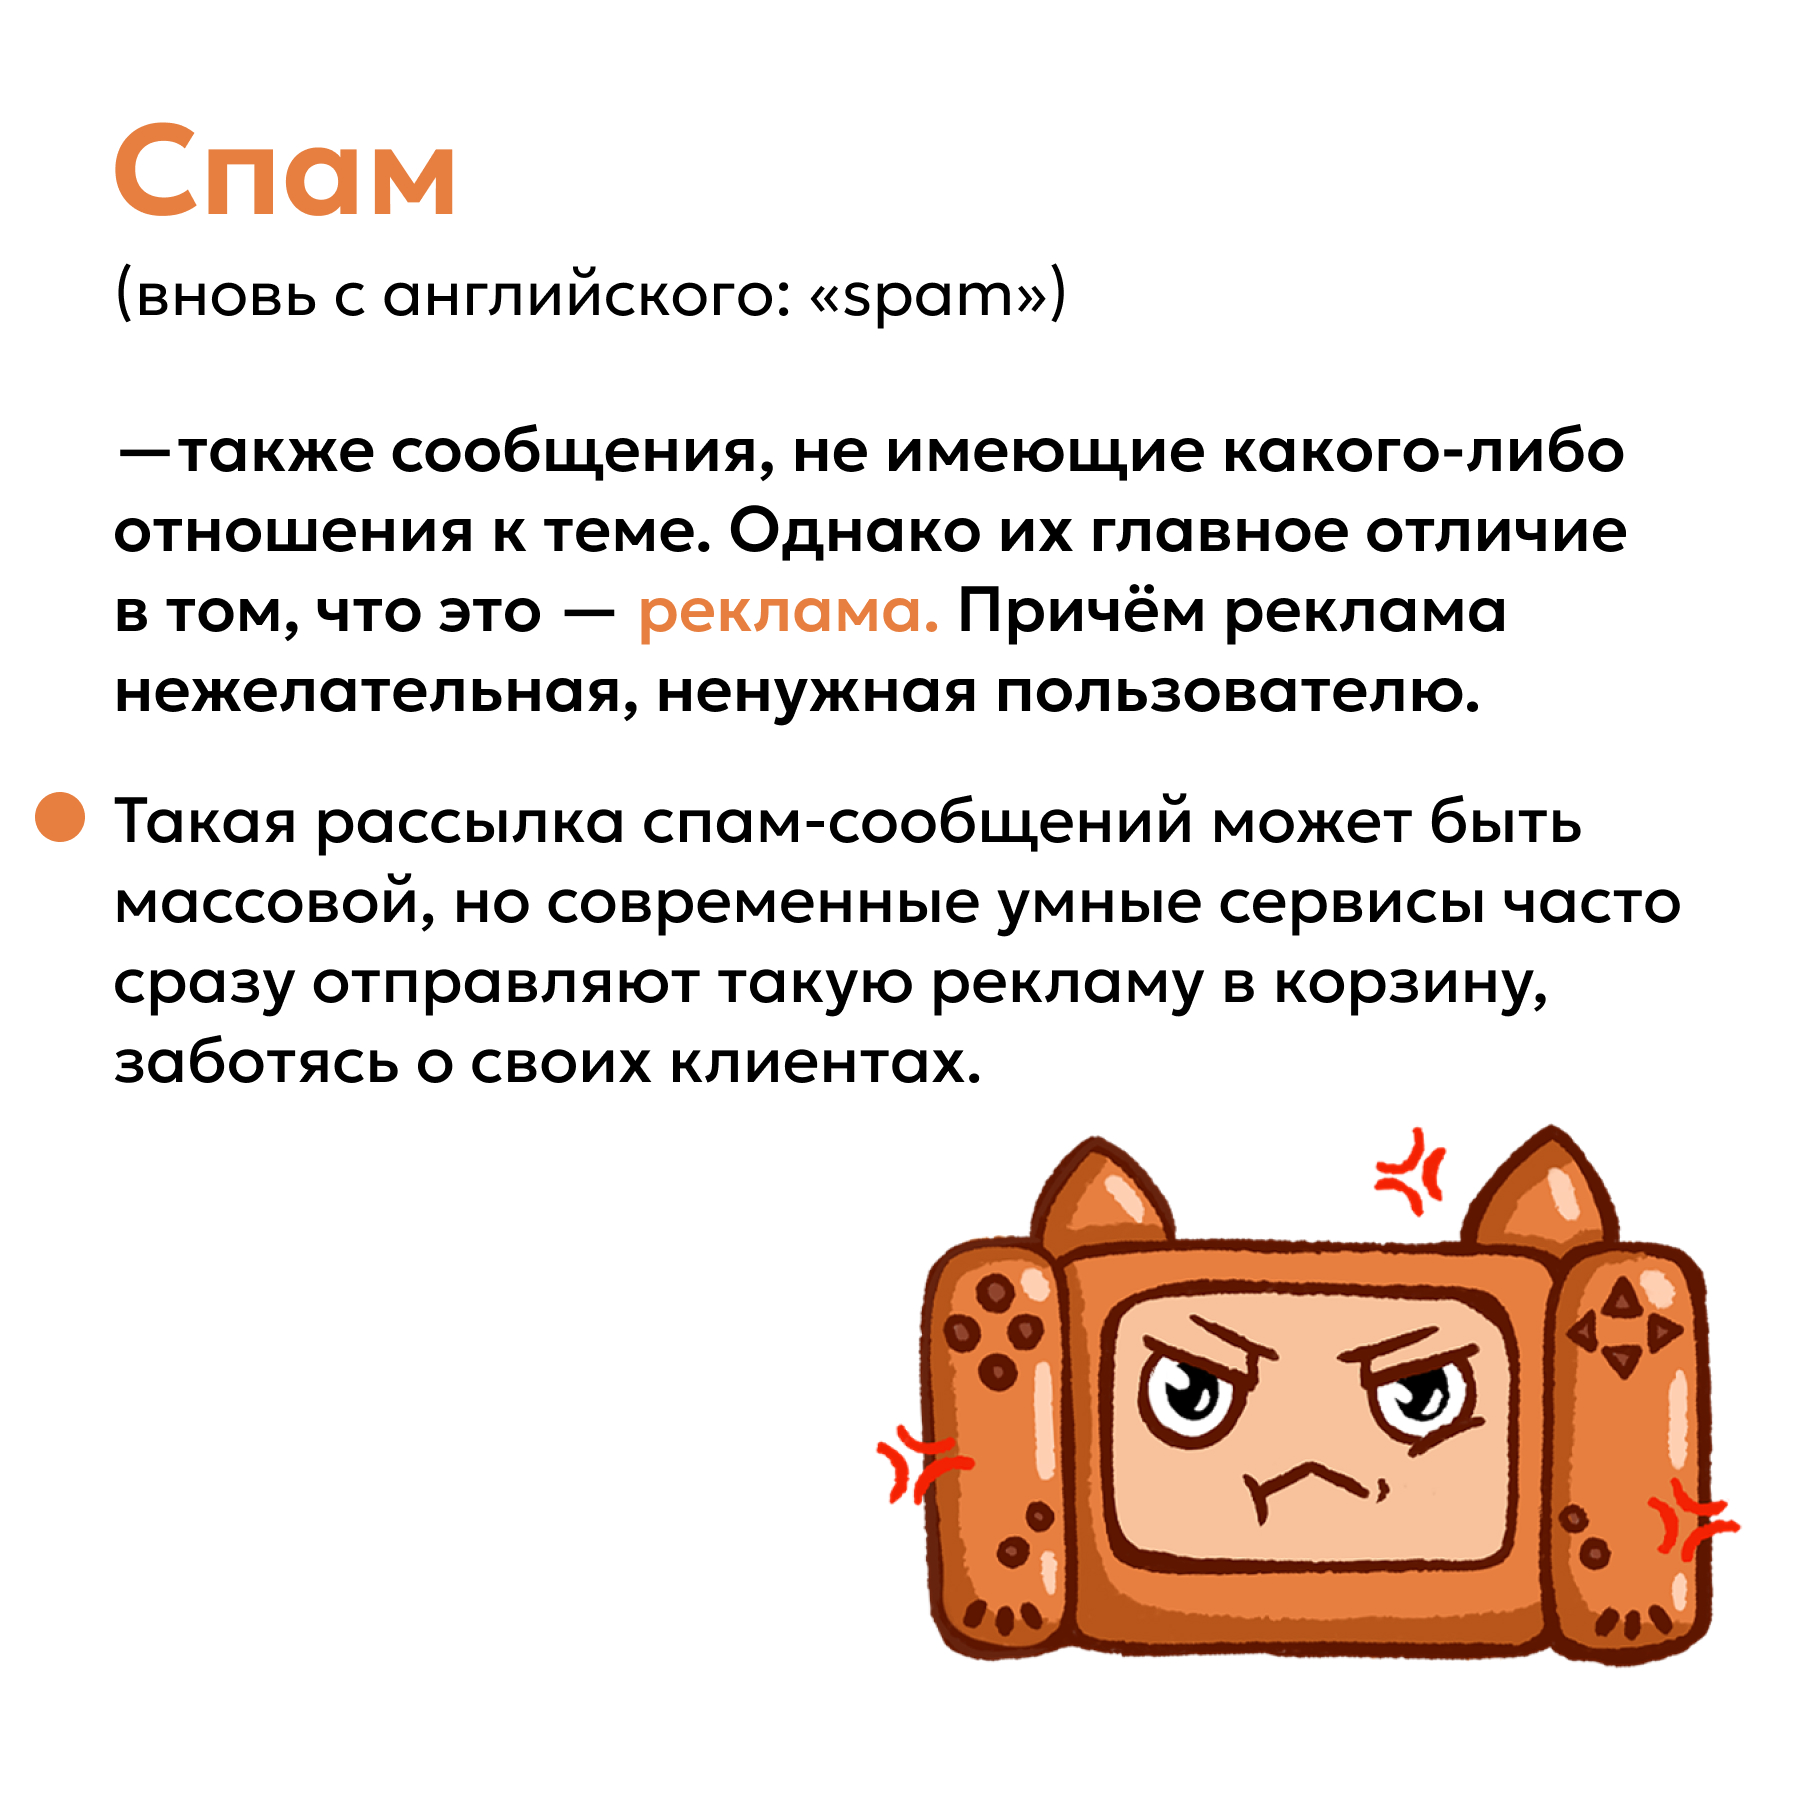 Спам
(вновь с английского: «spam»)
—также сообщения, не имеющие какого-либо
отношения к теме. Однако их главное отличие
в том, что это — реклама. Причём реклама
нежелательная, ненужная пользователю.
Такая рассылка спам-сообщений может быть
массовой, но современные умные сервисы часто
сразу отправляют такую рекламу в корзину,
заботясь о своих клиентах.